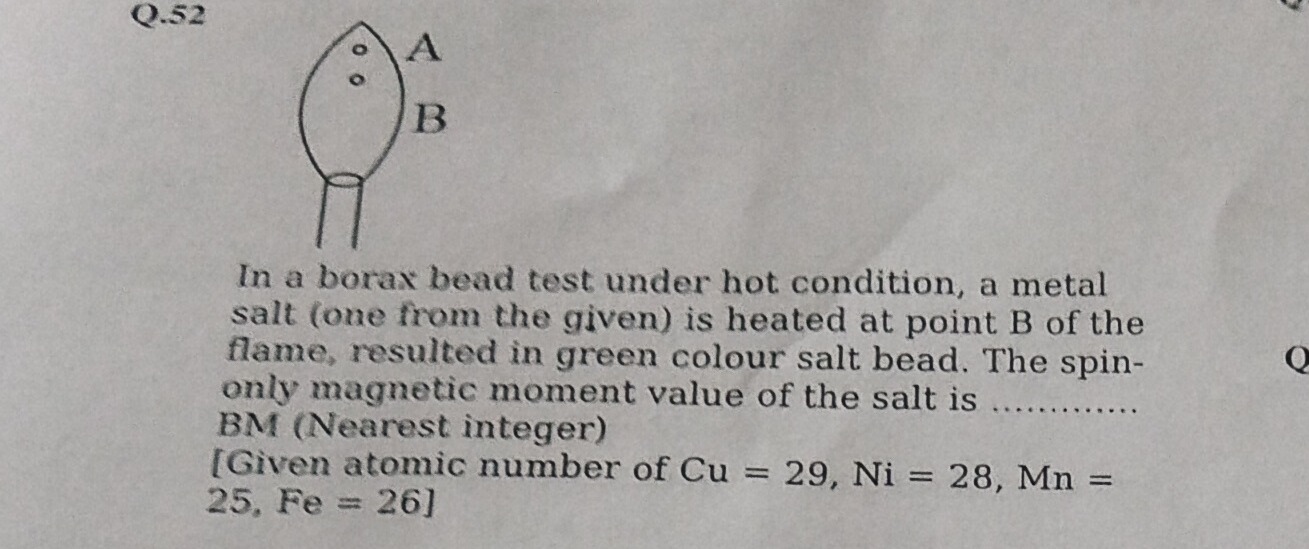 Q.52
A
B
In a borax bead test under hot condition, a metal
salt (one from the given) is heated at point B of the
flame, resulted in green colour salt bead. The spin-
only magnetic moment value of the salt is .............
BM (Nearest integer)
[Given atomic number of Cu = 29, Ni = 28, Mn =
25, Fe = 26]
Q